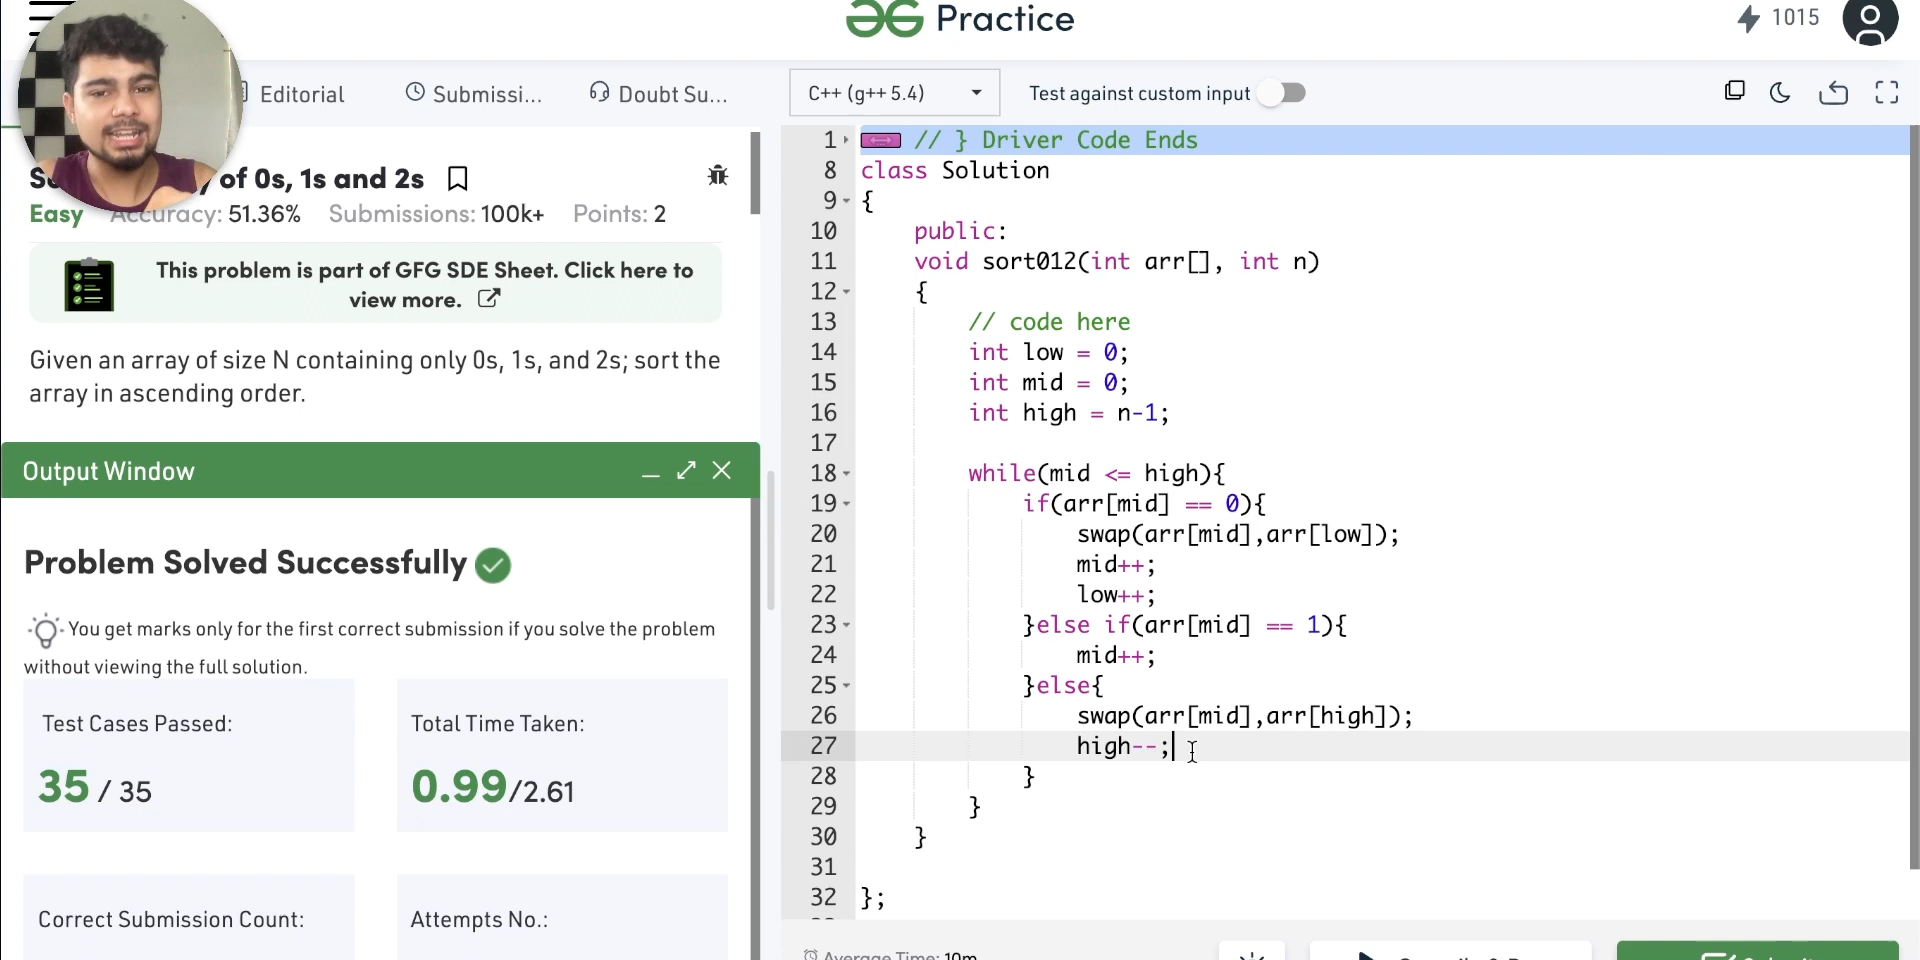 Practice
1015
Editorial
Submissi...
Doubt Su...
C++ (g++ 5.4)
Test against custom input
of 0s, 1s and 2s
Easy Accuracy: 51.36% Submissions: 100k+ Points: 2
This problem is part of GFG SDE Sheet. Click here to
view more.
Given an array of size N containing only 0s, 1s, and 2s; sort the
array in ascending order.
Output Window
Problem Solved Successfully
You get marks only for the first correct submission if you solve the problem
without viewing the full solution.
Test Cases Passed:
35 / 35
Total Time Taken:
0.99/2.61
Correct Submission Count:
Attempts No.:
1 // } Driver Code Ends
8 class Solution
9 {
10 public:
11 void sort012(int arr[], int n)
12 {
13 // code here
14 int low = 0;
15 int mid = 0;
16 int high = n-1;
17
18 while(mid <= high){
19 if(arr[mid] == 0){
20 swap(arr[mid],arr[low]);
21 mid++;
22 low++;
23 }else if(arr[mid] == 1){
24 mid++;
25 }else{
26 swap(arr[mid],arr[high]);
27 high--;
28 }
29 }
30 }
31
32 };
Average Time: 10m